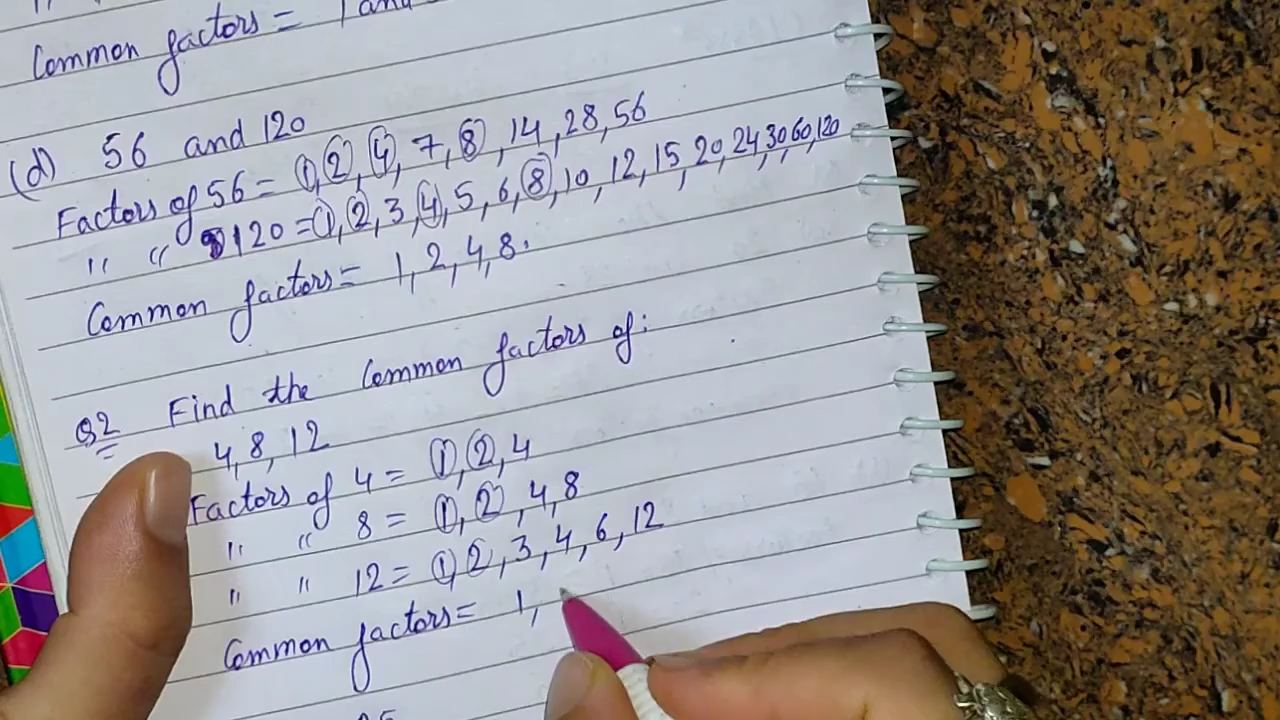 Common factors = 1 and
(d) 56 and 120
Factors of 56 = 1, 2, 4, 7, 8, 14, 28, 56
" " 120 = 1, 2, 3, 4, 5, 6, 8, 10, 12, 15, 20, 24, 30, 60, 120
Common factors = 1, 2, 4, 8.
Q2 Find the Common factors of:
4, 8, 12
Factors of 4 = 1, 2, 4
" " 8 = 1, 2, 4, 8
" " 12 = 1, 2, 3, 4, 6, 12
Common factors = 1,